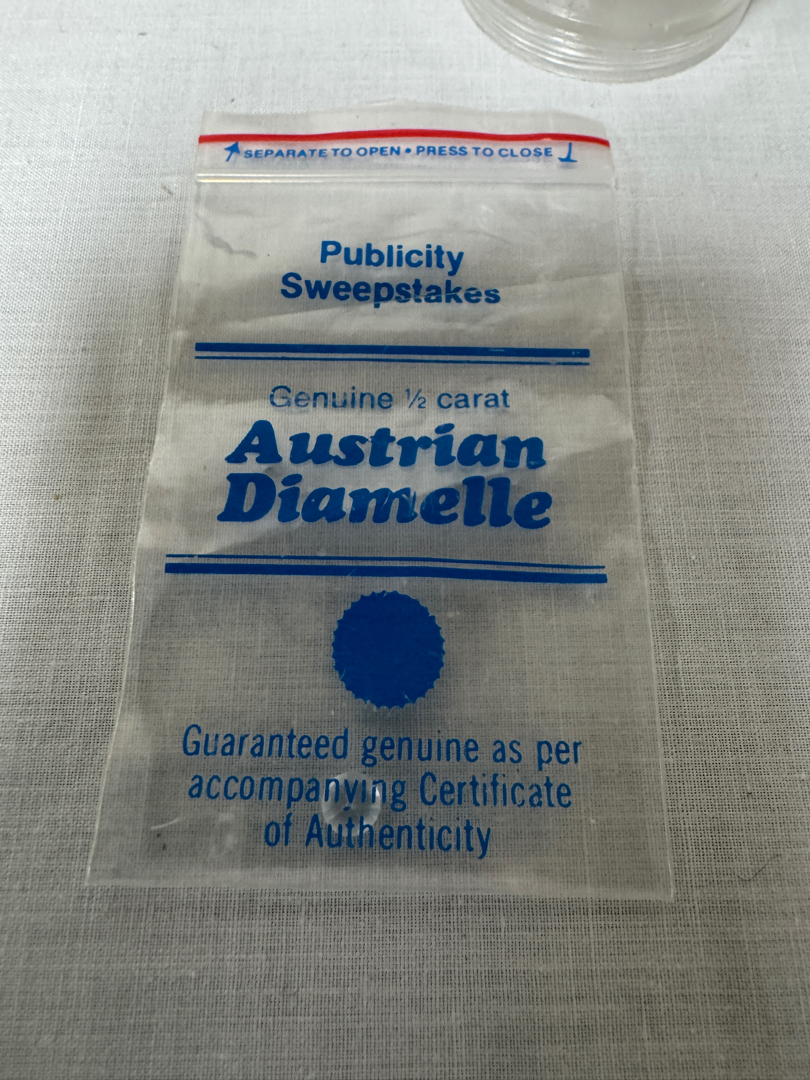 SEPARATE TO OPEN • PRESS TO CLOSE
Publicity
Sweepstakes
Genuine ½ carat
Austrian
Diamelle
Guaranteed genuine as per
accompanying Certificate
of Authenticity